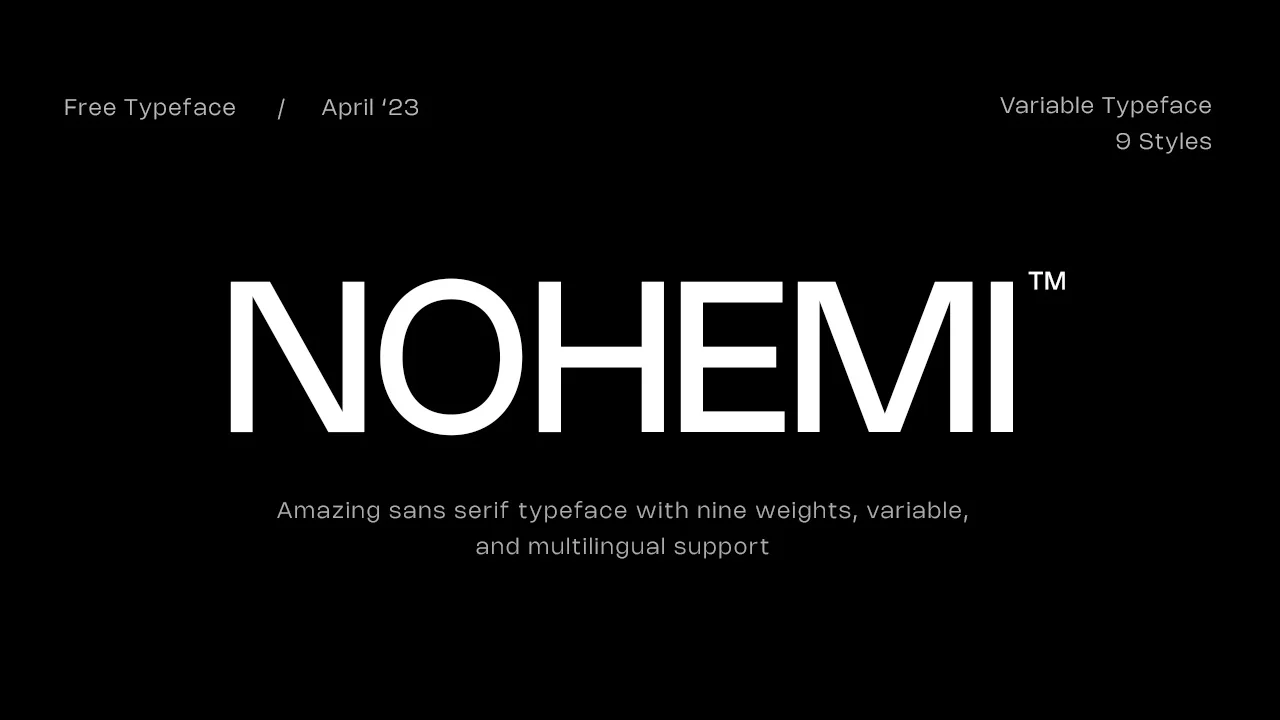 Free Typeface / April ‘23
Variable Typeface
9 Styles
NOHEMI™
Amazing sans serif typeface with nine weights, variable,
and multilingual support